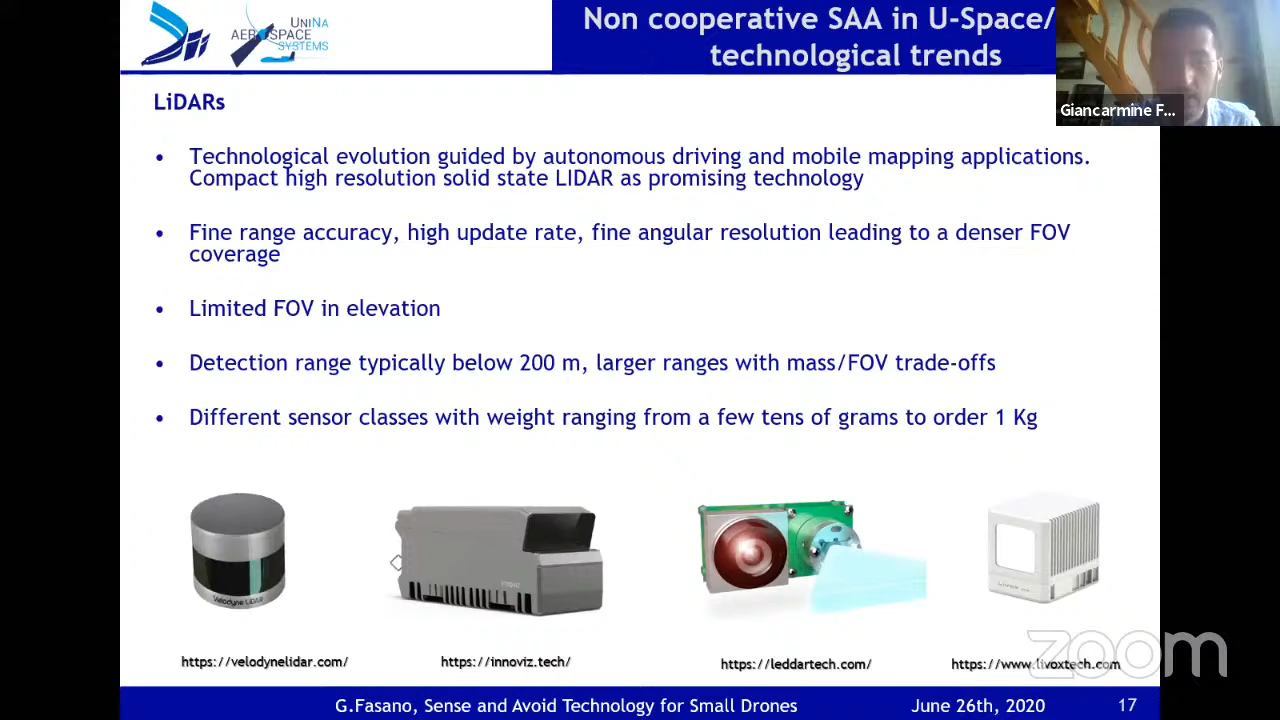 UniNa
AEROSPACE
SYSTEMS
Non cooperative SAA in U-Space/
technological trends
Giancarmine F...
LiDARs
• Technological evolution guided by autonomous driving and mobile mapping applications.
Compact high resolution solid state LIDAR as promising technology
• Fine range accuracy, high update rate, fine angular resolution leading to a denser FOV
coverage
• Limited FOV in elevation
• Detection range typically below 200 m, larger ranges with mass/FOV trade-offs
• Different sensor classes with weight ranging from a few tens of grams to order 1 Kg
Velodyne LiDAR
https://velodynelidar.com/
https://innoviz.tech/
https://leddartech.com/
https://www.livoxtech.com
zoom
G.Fasano, Sense and Avoid Technology for Small Drones
June 26th, 2020
17